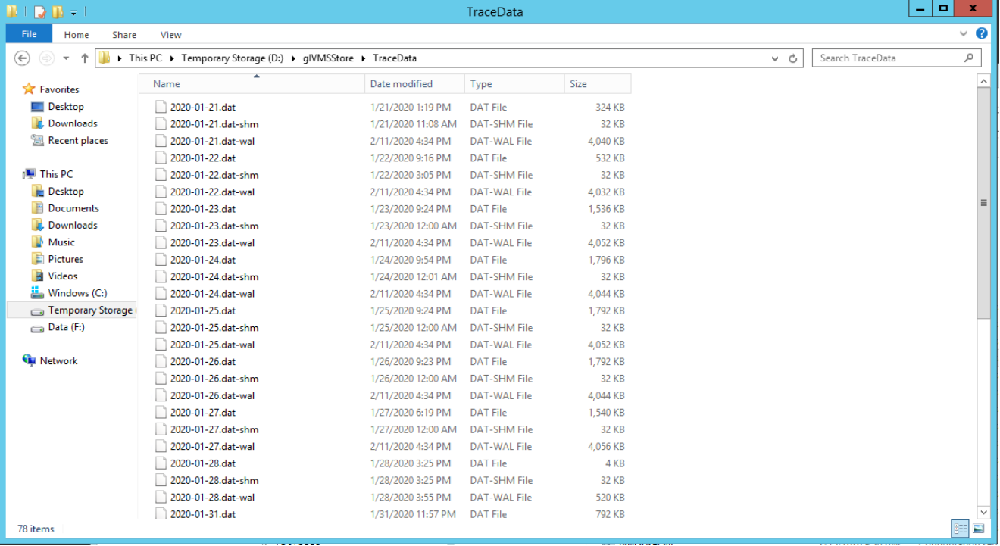 TraceData
File Home Share View
This PC Temporary Storage (D:) glVMSStore TraceData Search TraceData
Name Date modified Type Size
Favorites
Desktop
Downloads
Recent places
This PC
Desktop
Documents
Downloads
Music
Pictures
Videos
Windows (C:)
Temporary Storage (
Data (F:)
Network
2020-01-21.dat 1/21/2020 1:19 PM DAT File 324 KB
2020-01-21.dat-shm 1/21/2020 11:08 AM DAT-SHM File 32 KB
2020-01-21.dat-wal 2/11/2020 4:34 PM DAT-WAL File 4,040 KB
2020-01-22.dat 1/22/2020 9:16 PM DAT File 532 KB
2020-01-22.dat-shm 1/22/2020 3:05 PM DAT-SHM File 32 KB
2020-01-22.dat-wal 2/11/2020 4:34 PM DAT-WAL File 4,032 KB
2020-01-23.dat 1/23/2020 9:24 PM DAT File 1,536 KB
2020-01-23.dat-shm 1/23/2020 12:00 AM DAT-SHM File 32 KB
2020-01-23.dat-wal 2/11/2020 4:34 PM DAT-WAL File 4,052 KB
2020-01-24.dat 1/24/2020 9:54 PM DAT File 1,796 KB
2020-01-24.dat-shm 1/24/2020 12:01 AM DAT-SHM File 32 KB
2020-01-24.dat-wal 2/11/2020 4:34 PM DAT-WAL File 4,044 KB
2020-01-25.dat 1/25/2020 9:24 PM DAT File 1,792 KB
2020-01-25.dat-shm 1/25/2020 12:00 AM DAT-SHM File 32 KB
2020-01-25.dat-wal 2/11/2020 4:34 PM DAT-WAL File 4,052 KB
2020-01-26.dat 1/26/2020 9:23 PM DAT File 1,792 KB
2020-01-26.dat-shm 1/26/2020 12:00 AM DAT-SHM File 32 KB
2020-01-26.dat-wal 2/11/2020 4:34 PM DAT-WAL File 4,044 KB
2020-01-27.dat 1/27/2020 6:19 PM DAT File 1,540 KB
2020-01-27.dat-shm 1/27/2020 12:00 AM DAT-SHM File 32 KB
2020-01-27.dat-wal 2/11/2020 4:34 PM DAT-WAL File 4,056 KB
2020-01-28.dat 1/28/2020 3:25 PM DAT File 4 KB
2020-01-28.dat-shm 1/28/2020 3:25 PM DAT-SHM File 32 KB
2020-01-28.dat-wal 1/28/2020 3:55 PM DAT-WAL File 520 KB
2020-01-31.dat 1/31/2020 11:57 PM DAT File 792 KB
78 items